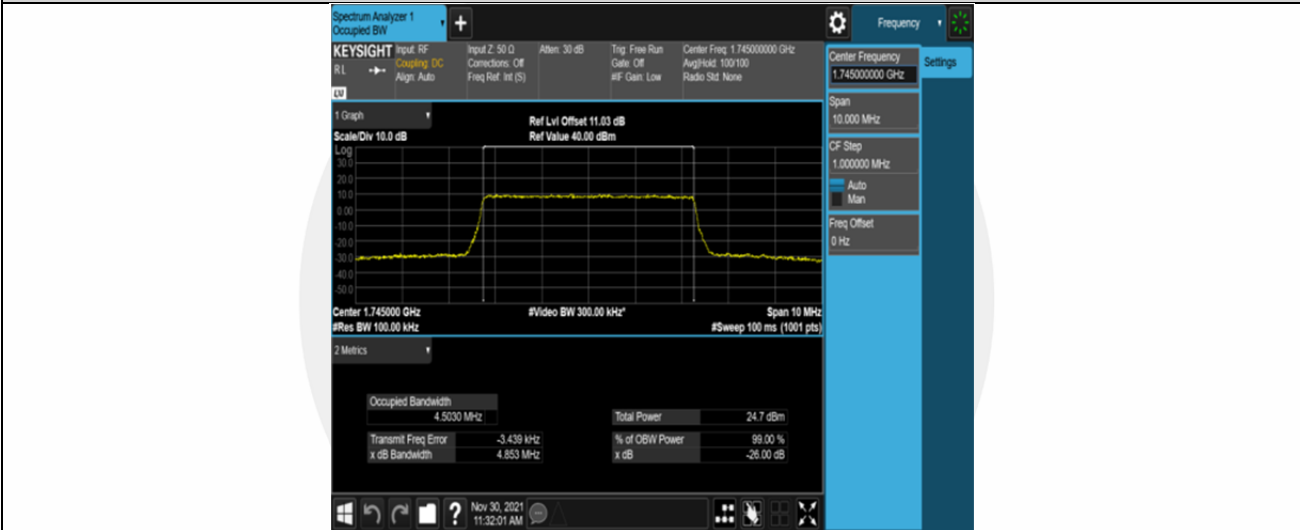 Spectrum Analyzer 1
Occupied BW
+
Frequency
KEYSIGHT
R L
LV
Input: RF
Coupling: DC
Align: Auto
Input Z: 50 Ω
Corrections: Off
Freq Ref: Int (S)
Atten: 30 dB
Trig: Free Run
Gate: Off
#IF Gain: Low
Center Freq: 1.745000000 GHz
Avg|Hold: 100/100
Radio Std: None
Center Frequency
1.745000000 GHz
Settings
Span
10.000 MHz
CF Step
1.000000 MHz
Auto
Man
Freq Offset
0 Hz
1 Graph
Ref Lvl Offset 11.03 dB
Scale/Div 10.0 dB
Ref Value 40.00 dBm
Log
30.0
20.0
10.0
0.00
-10.0
-20.0
-30.0
-40.0
-50.0
Center 1.745000 GHz
#Video BW 300.00 kHz*
Span 10 MHz
#Res BW 100.00 kHz
#Sweep 100 ms (1001 pts)
2 Metrics
Occupied Bandwidth
4.5030 MHz
Total Power 24.7 dBm
Transmit Freq Error -3.439 kHz
% of OBW Power 99.00 %
x dB Bandwidth 4.853 MHz
x dB -26.00 dB
?
Nov 30, 2021
11:32:01 AM